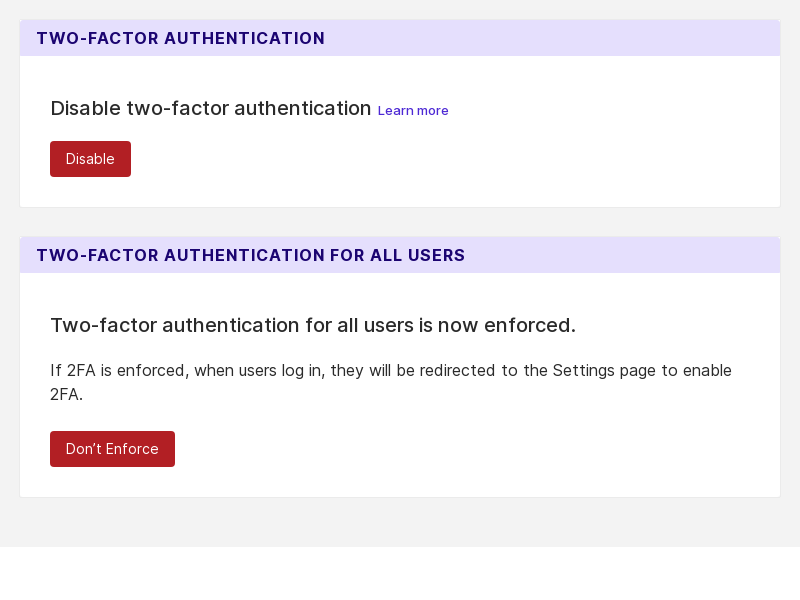 TWO-FACTOR AUTHENTICATION
Disable two-factor authentication Learn more
Disable
TWO-FACTOR AUTHENTICATION FOR ALL USERS
Two-factor authentication for all users is now enforced.
If 2FA is enforced, when users log in, they will be redirected to the Settings page to enable
2FA.
Don’t Enforce